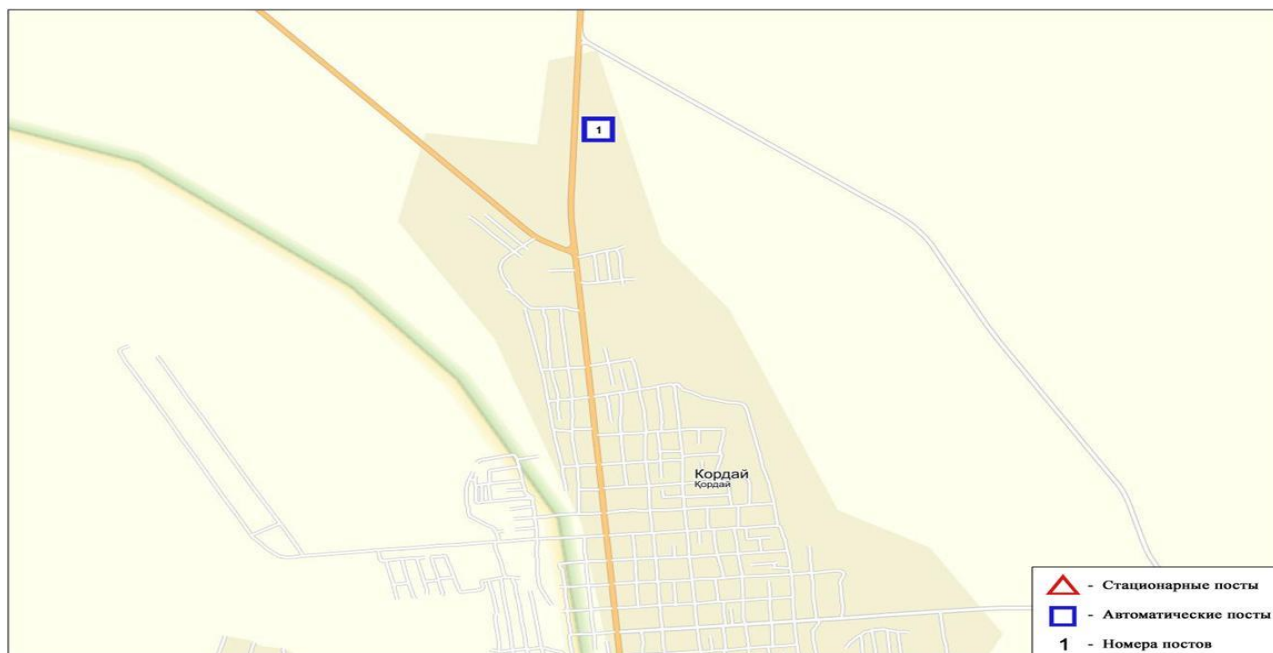 1
Кордай
Қордай
- Стационарные посты
- Автоматические посты
1 - Номера постов